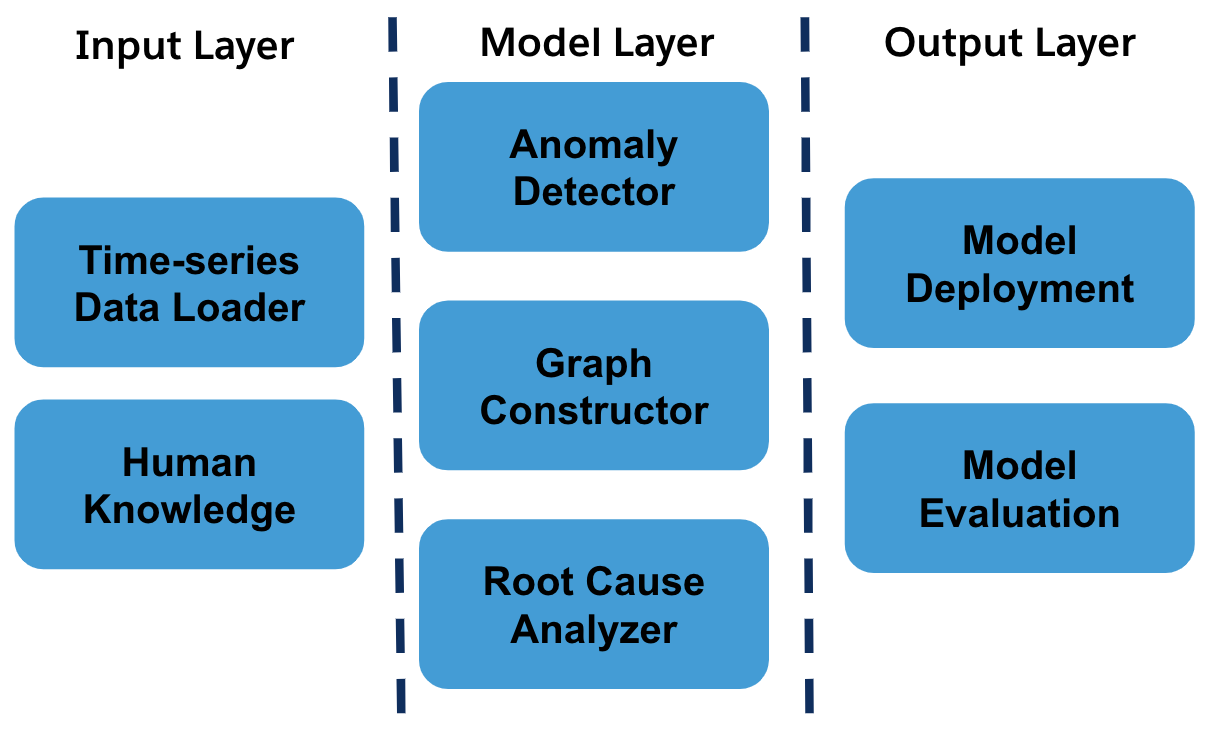 Input Layer
Time-series
Data Loader
Human
Knowledge
Model Layer
Anomaly
Detector
Graph
Constructor
Root Cause
Analyzer
Output Layer
Model
Deployment
Model
Evaluation